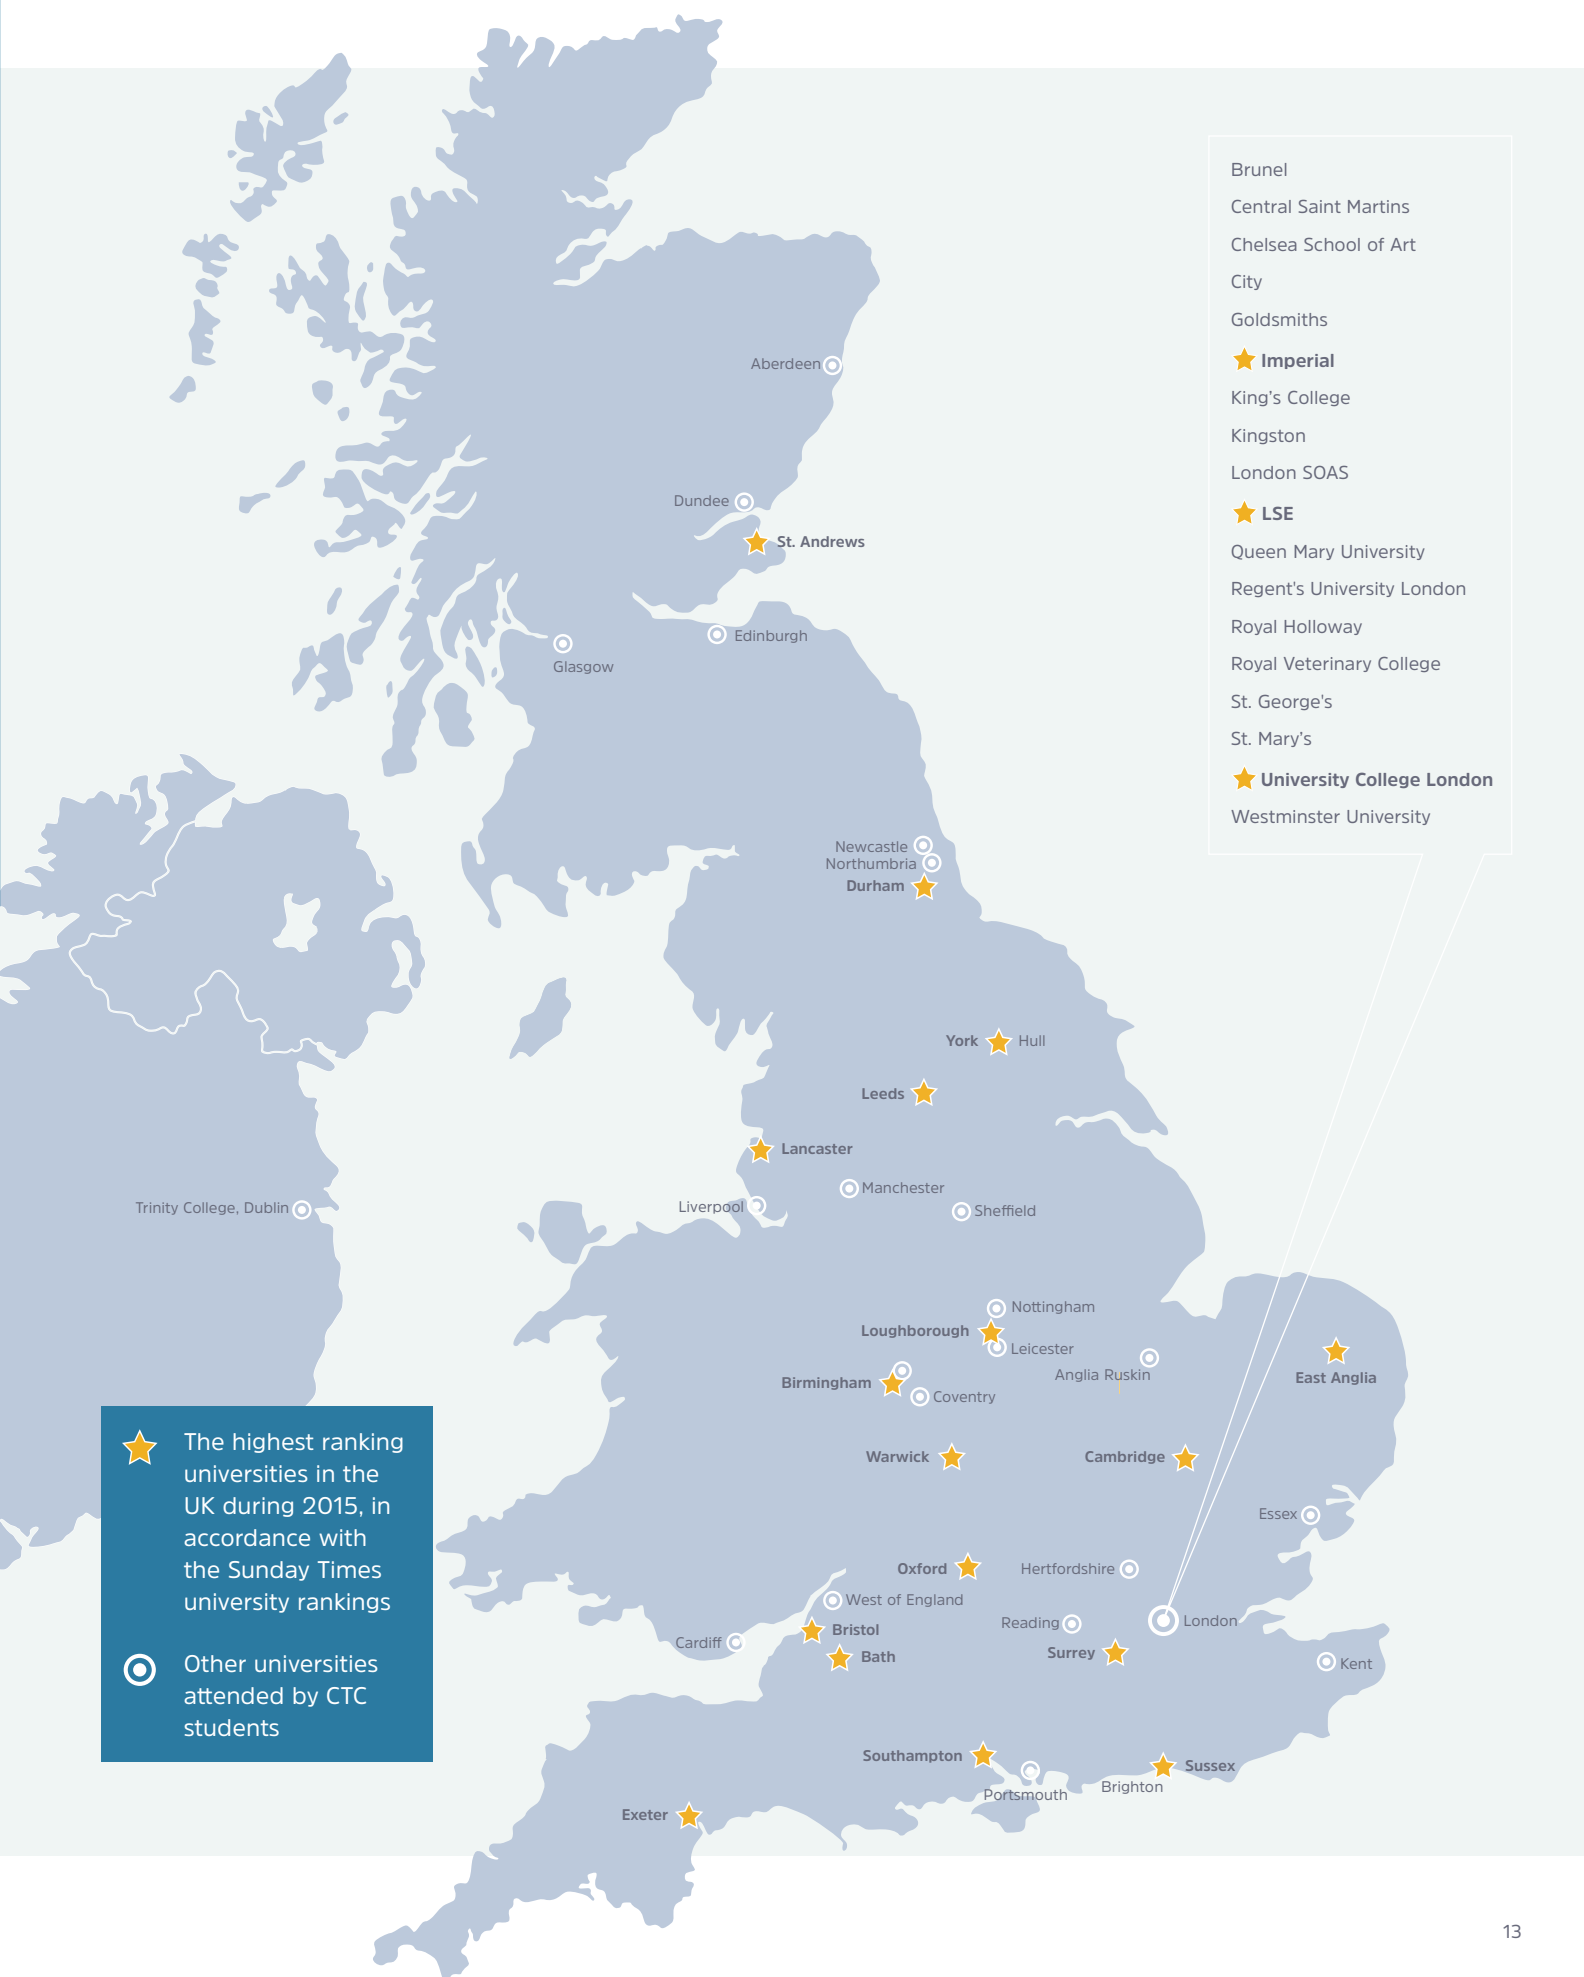 Brunel
Central Saint Martins
Chelsea School of Art
City
Goldsmiths
Imperial
King’s College
Kingston
London SOAS
LSE
Queen Mary University
Regent's University London
Royal Holloway
Royal Veterinary College
St. George's
St. Mary’s
University College London
Westminster University
Aberdeen
Dundee
St. Andrews
Edinburgh
Glasgow
Newcastle
Northumbria
Durham
York
Hull
Leeds
Lancaster
Manchester
Trinity College, Dublin
Liverpool
Sheffield
Nottingham
Loughborough
Leicester
Anglia Ruskin
East Anglia
Birmingham
Coventry
Warwick
Cambridge
Essex
Oxford
Hertfordshire
West of England
Reading
London
Bristol
Cardiff
Surrey
Bath
Kent
Southampton
Sussex
Brighton
Portsmouth
Exeter
The highest ranking
universities in the
UK during 2015, in
accordance with
the Sunday Times
university rankings
Other universities
attended by CTC
students
13